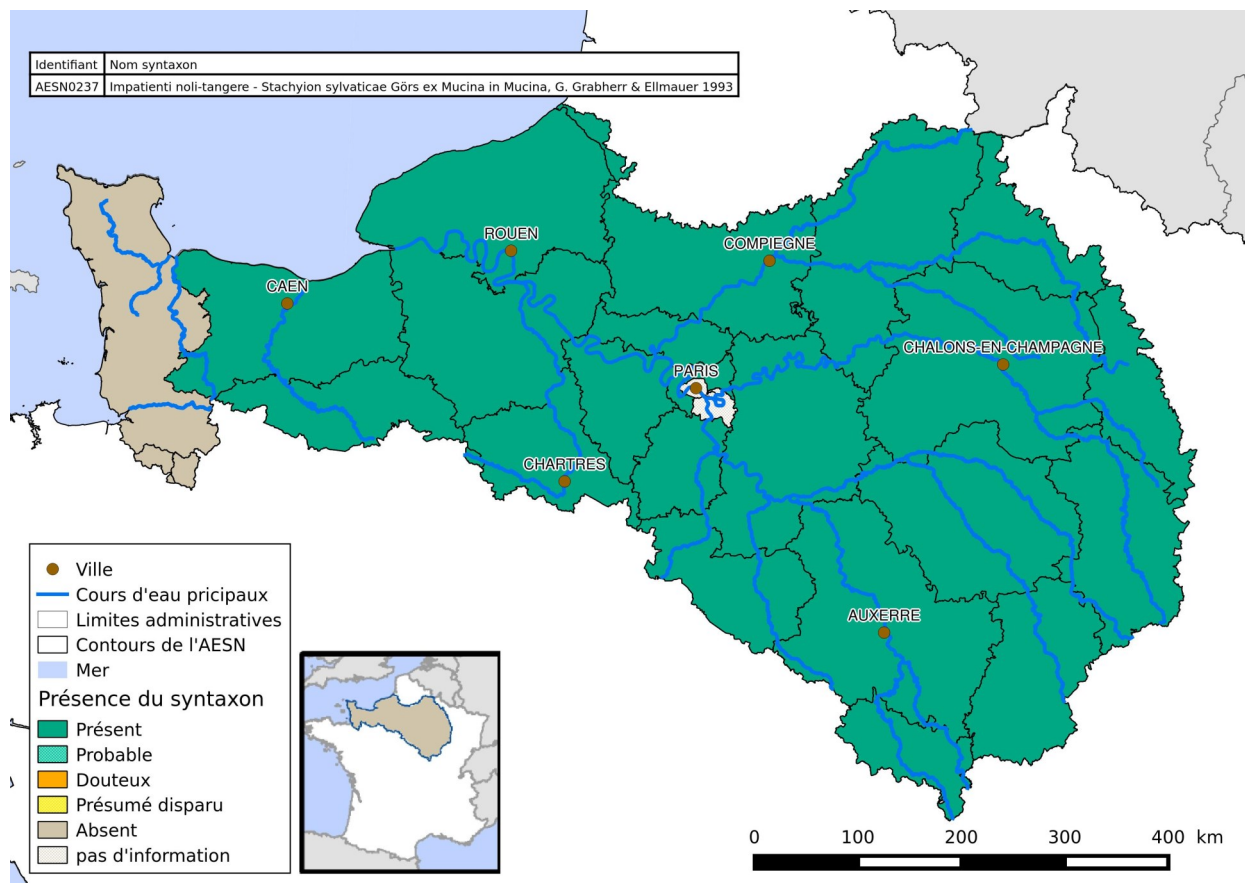 Identifiant Nom syntaxon
AESN0237 Impatienti noli-tangere - Stachyion sylvaticae Görs ex Mucina in Mucina, G. Grabherr & Ellmauer 1993
ROUEN
COMPIEGNE
CAEN
CHALONS-EN-CHAMPAGNE
PARIS
CHARTRES
AUXERRE
Ville
Cours d'eau pricipaux
Limites administratives
Contours de l'AESN
Mer
Présence du syntaxon
Présent
Probable
Douteux
Présumé disparu
Absent
pas d'information
0 100 200 300 400 km